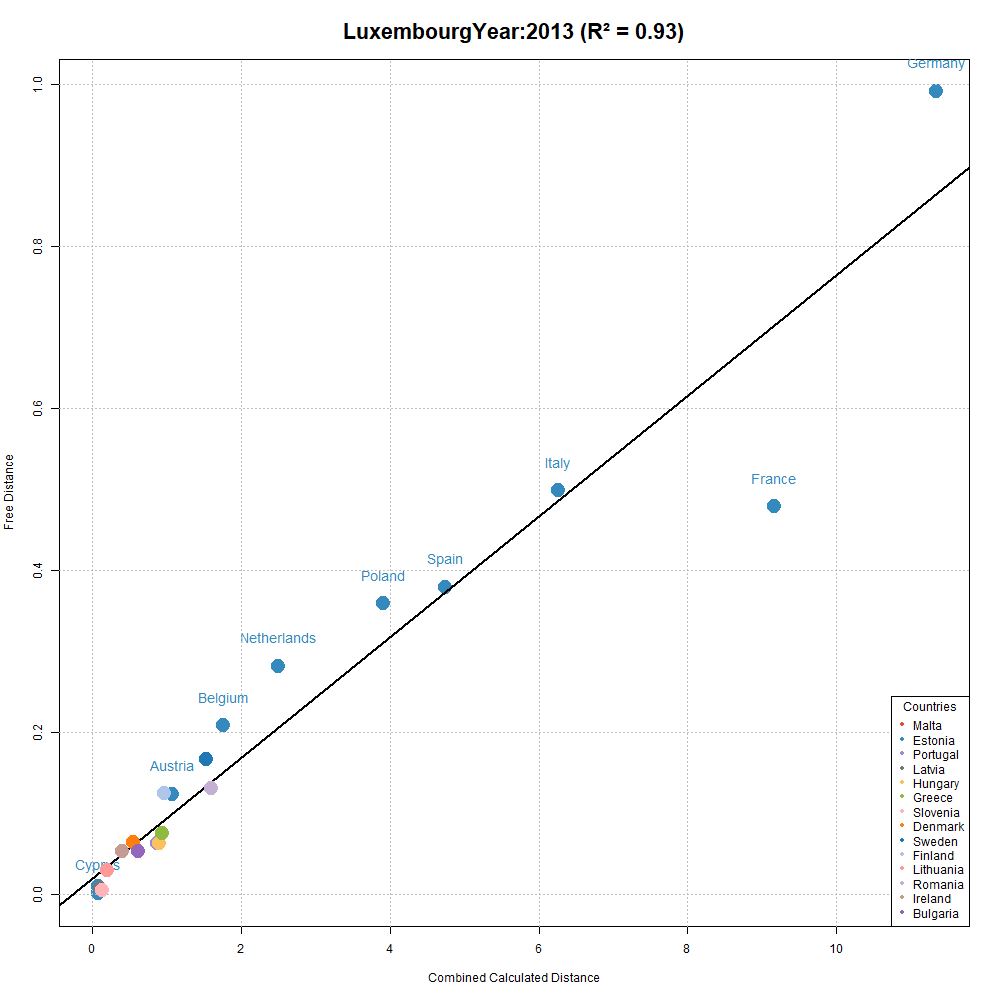 LuxembourgYear:2013 (R² = 0.93)
Germany
1.0
0.8
0.6
Free Distance
Italy
France
Spain
0.4
Poland
Netherlands
Belgium
0.2
Austria
Cyprus
0.0
Countries
Malta
Estonia
Portugal
Latvia
Hungary
Greece
Slovenia
Denmark
Sweden
Finland
Lithuania
Romania
Ireland
Bulgaria
0 2 4 6 8 10
Combined Calculated Distance